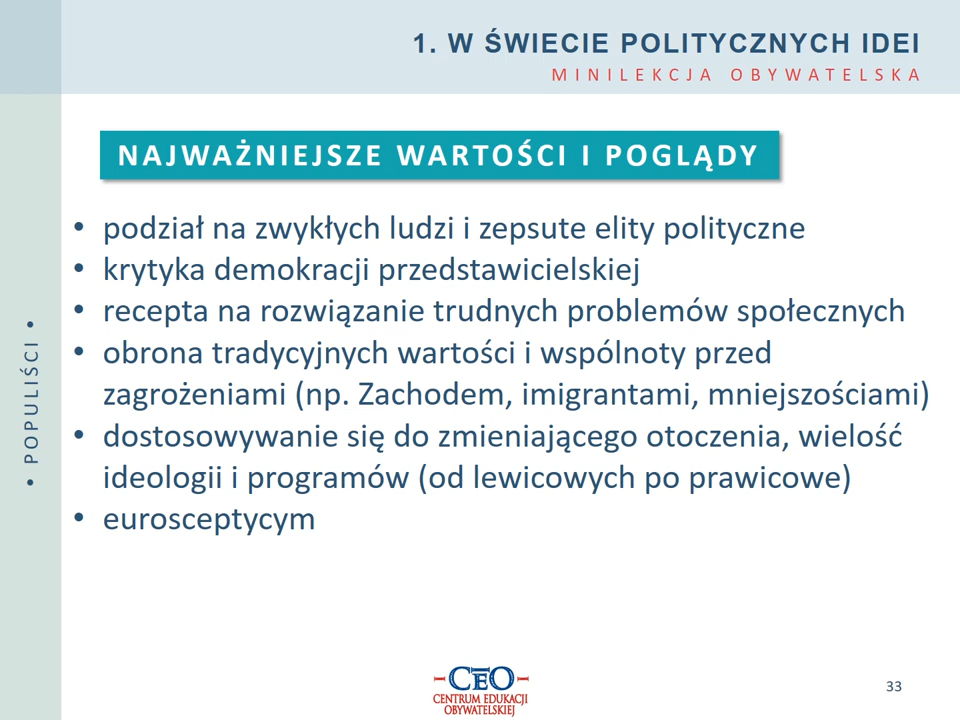 1. W ŚWIECIE POLITYCZNYCH IDEI
MINILEKCJA OBYWATELSKA
NAJWAŻNIEJSZE WARTOŚCI I POGLĄDY
• podział na zwykłych ludzi i zepsute elity polityczne
• krytyka demokracji przedstawicielskiej
• recepta na rozwiązanie trudnych problemów społecznych
• obrona tradycyjnych wartości i wspólnoty przed
zagrożeniami (np. Zachodem, imigrantami, mniejszościami)
• dostosowywanie się do zmieniającego otoczenia, wielość
ideologii i programów (od lewicowych po prawicowe)
• eurosceptycym
• POPULIŚCI •
CEO
CENTRUM EDUKACJI
OBYWATELSKIEJ
33